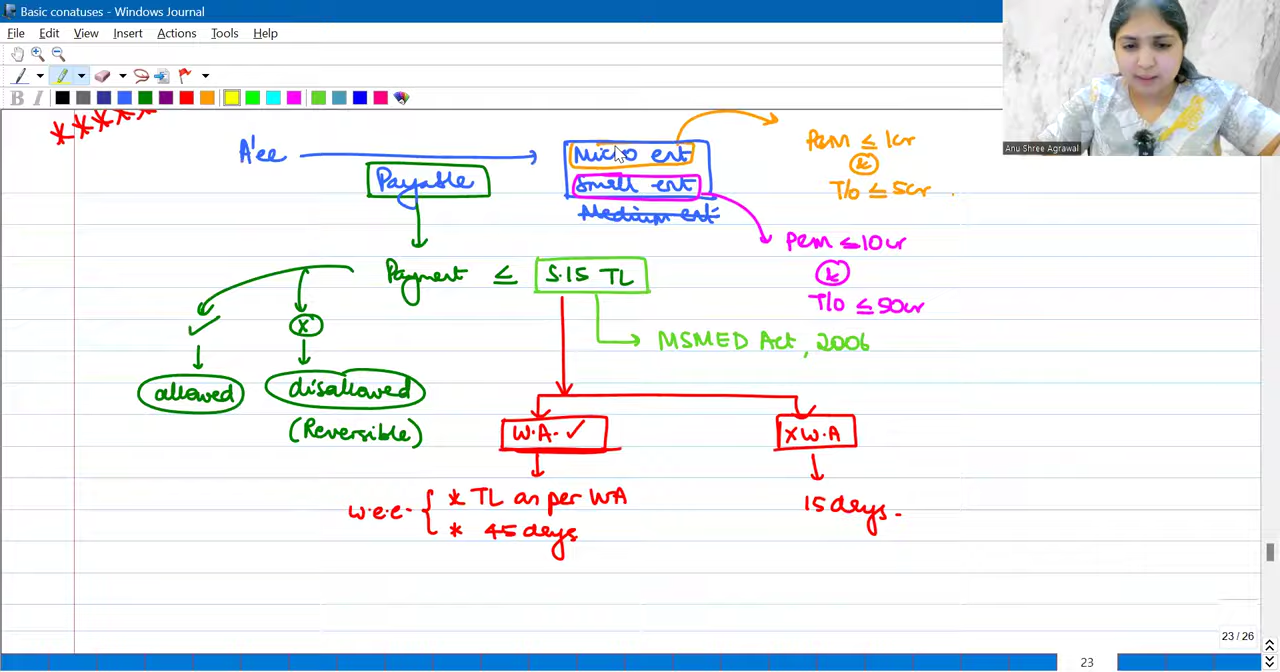 Basic conatuses - Windows Journal
File Edit View Insert Actions Tools Help
B I
*****
A'ee
Payable
Micro ent
Small ent
Medium ent
P&M ≤ 1cr
&
T/o ≤ 5cr
P&M ≤ 10cr
&
T/o ≤ 50cr
Payment ≤ S.15 TL
MSMED Act, 2006
✓ allowed
x disallowed
(Reversible)
W.A. ✓
x W.A
w.e.e. { * TL as per WA
* 45 days
15 days.
Anu Shree Agrawal
23 / 26
23